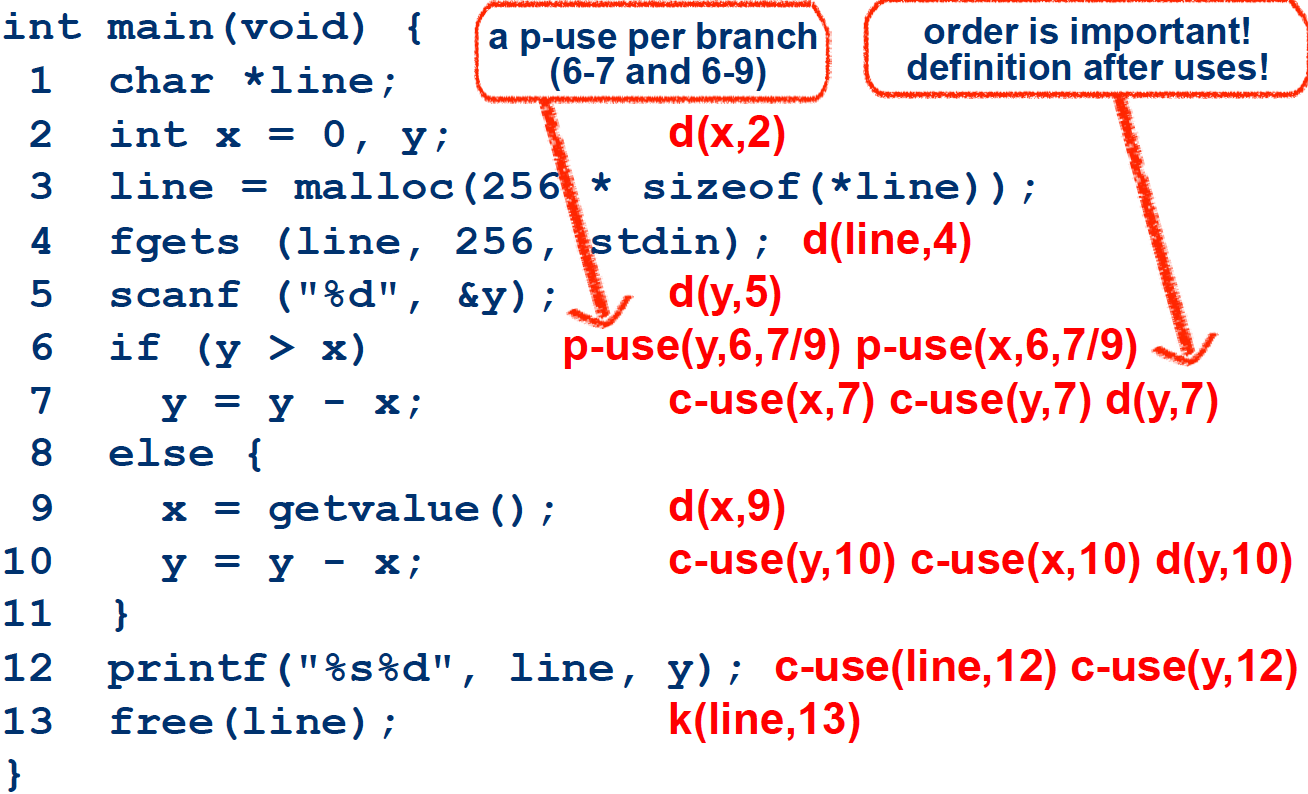 int main(void) {
a p-use per branch
(6-7 and 6-9)
order is important!
definition after uses!
1 char *line;
2 int x = 0, y; d(x,2)
3 line = malloc(256 * sizeof(*line));
4 fgets (line, 256, stdin); d(line,4)
5 scanf ("%d", &y); d(y,5)
6 if (y > x) p-use(y,6,7/9) p-use(x,6,7/9)
7 y = y - x; c-use(x,7) c-use(y,7) d(y,7)
8 else {
9 x = getvalue(); d(x,9)
10 y = y - x; c-use(y,10) c-use(x,10) d(y,10)
11 }
12 printf("%s%d", line, y); c-use(line,12) c-use(y,12)
13 free(line); k(line,13)
}